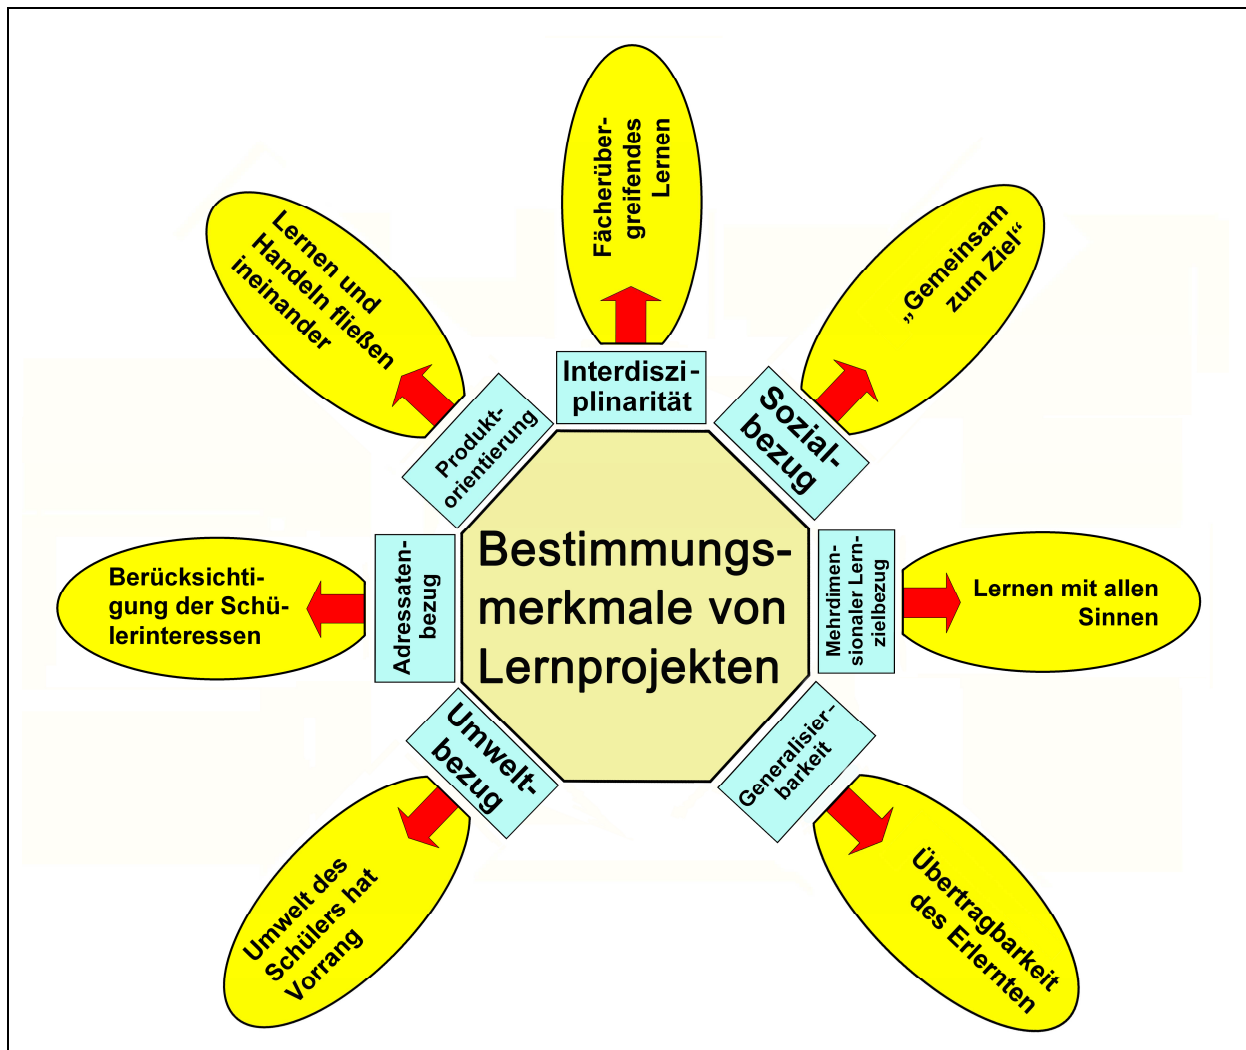 Bestimmungs-
merkmale von
Lernprojekten
Interdiszi-
plinarität
Fächerüber-
greifendes
Lernen
Sozial-
bezug
„Gemeinsam
zum Ziel“
Mehrdimen-
sionaler Lern-
zielbezug
Lernen mit allen
Sinnen
Generalisier-
barkeit
Übertragbarkeit
des Erlernten
Umwelt-
bezug
Umwelt des
Schülers hat
Vorrang
Adressaten-
bezug
Berücksichti-
gung der Schü-
lerinteressen
Produkt-
orientierung
Lernen und
Handeln fließen
ineinander